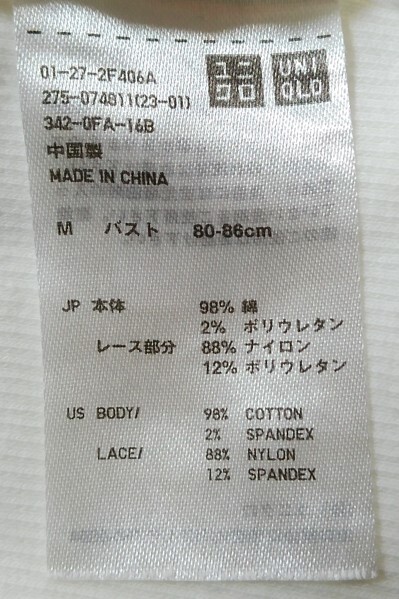 01-27-2F406A
275-074811(23-01)
ユニクロ UNIQLO
342-0FA-16B
中国製
MADE IN CHINA
M バスト 80-86cm
JP 本体 98% 綿
2% ポリウレタン
レース部分 88% ナイロン
12% ポリウレタン
US BODY/ 98% COTTON
2% SPANDEX
LACE/ 88% NYLON
12% SPANDEX